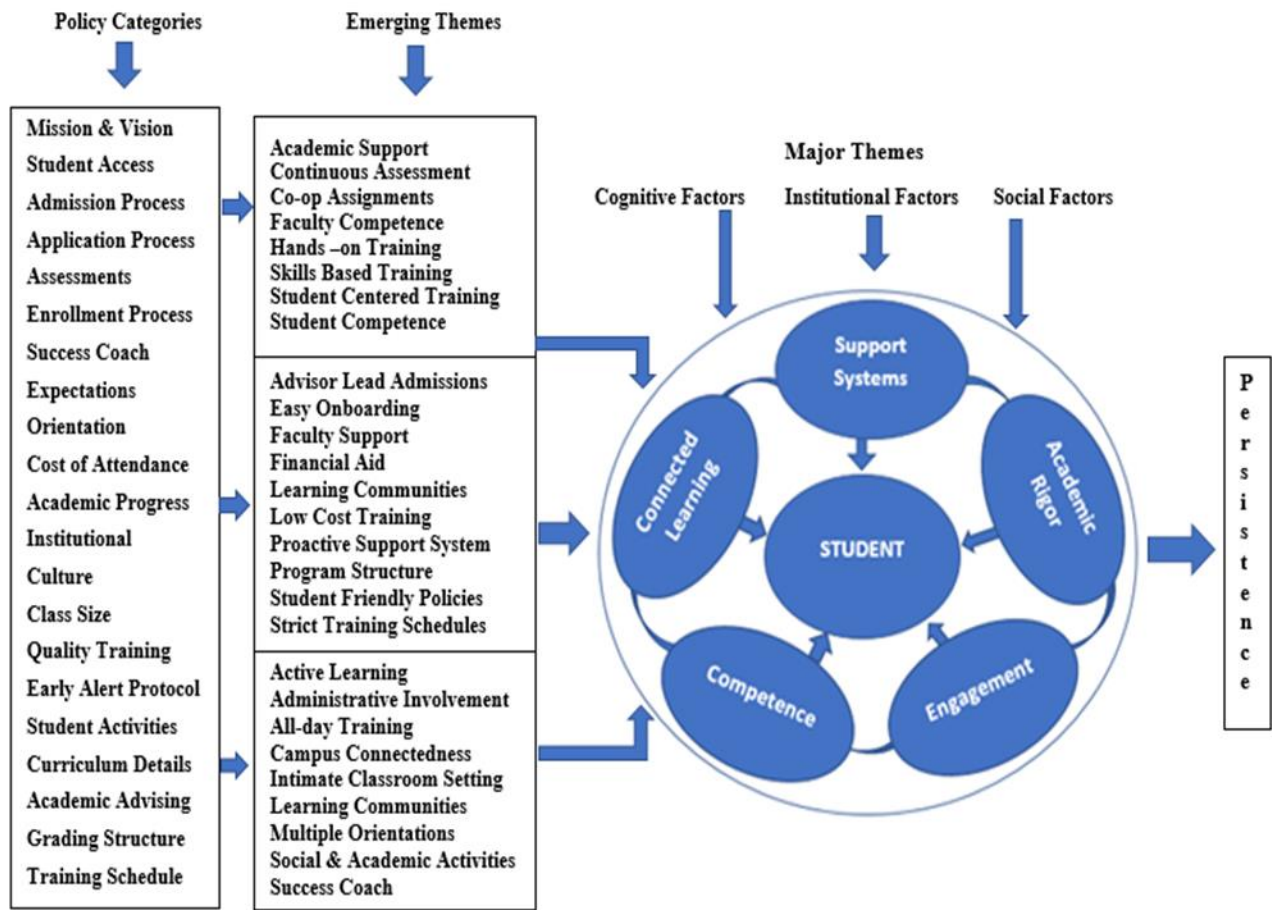 Policy Categories
Emerging Themes
Mission & Vision
Student Access
Admission Process
Application Process
Assessments
Enrollment Process
Success Coach
Expectations
Orientation
Cost of Attendance
Academic Progress
Institutional
Culture
Class Size
Quality Training
Early Alert Protocol
Student Activities
Curriculum Details
Academic Advising
Grading Structure
Training Schedule
Academic Support
Continuous Assessment
Co-op Assignments
Faculty Competence
Hands –on Training
Skills Based Training
Student Centered Training
Student Competence
Advisor Lead Admissions
Easy Onboarding
Faculty Support
Financial Aid
Learning Communities
Low Cost Training
Proactive Support System
Program Structure
Student Friendly Policies
Strict Training Schedules
Active Learning
Administrative Involvement
All-day Training
Campus Connectedness
Intimate Classroom Setting
Learning Communities
Multiple Orientations
Social & Academic Activities
Success Coach
Major Themes
Cognitive Factors
Institutional Factors
Social Factors
Support
Systems
Connected
Learning
Academic
Rigor
STUDENT
Competence
Engagement
Persistence